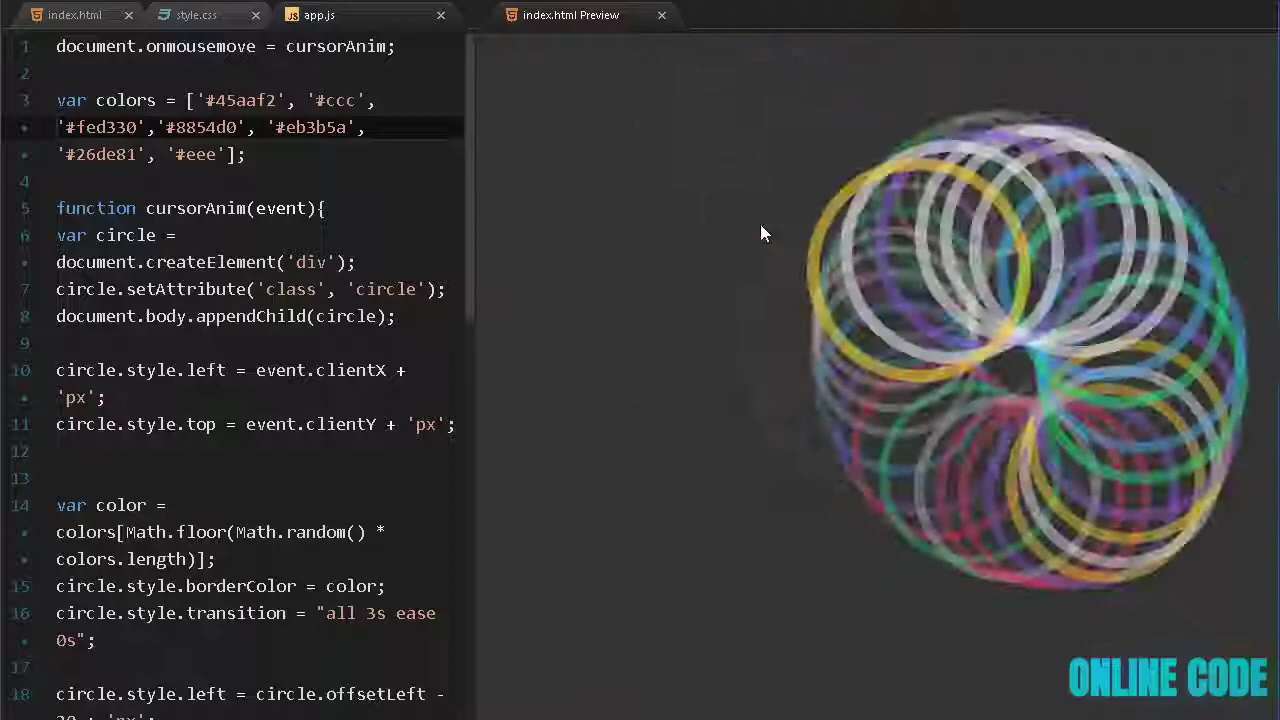 index.html
style.css
JS app.js
index.html Preview
1 document.onmousemove = cursorAnim;
2
3 var colors = ['#45aaf2', '#ccc',
'#fed330','#8854d0', '#eb3b5a',
'#26de81', '#eee'];
4
5 function cursorAnim(event){
6 var circle =
document.createElement('div');
7 circle.setAttribute('class', 'circle');
8 document.body.appendChild(circle);
9
10 circle.style.left = event.clientX +
'px';
11 circle.style.top = event.clientY + 'px';
12
13
14 var color =
colors[Math.floor(Math.random() *
colors.length)];
15 circle.style.borderColor = color;
16 circle.style.transition = "all 3s ease
0s";
17
18 circle.style.left = circle.offsetLeft -
20 + 'px';
ONLINE CODE